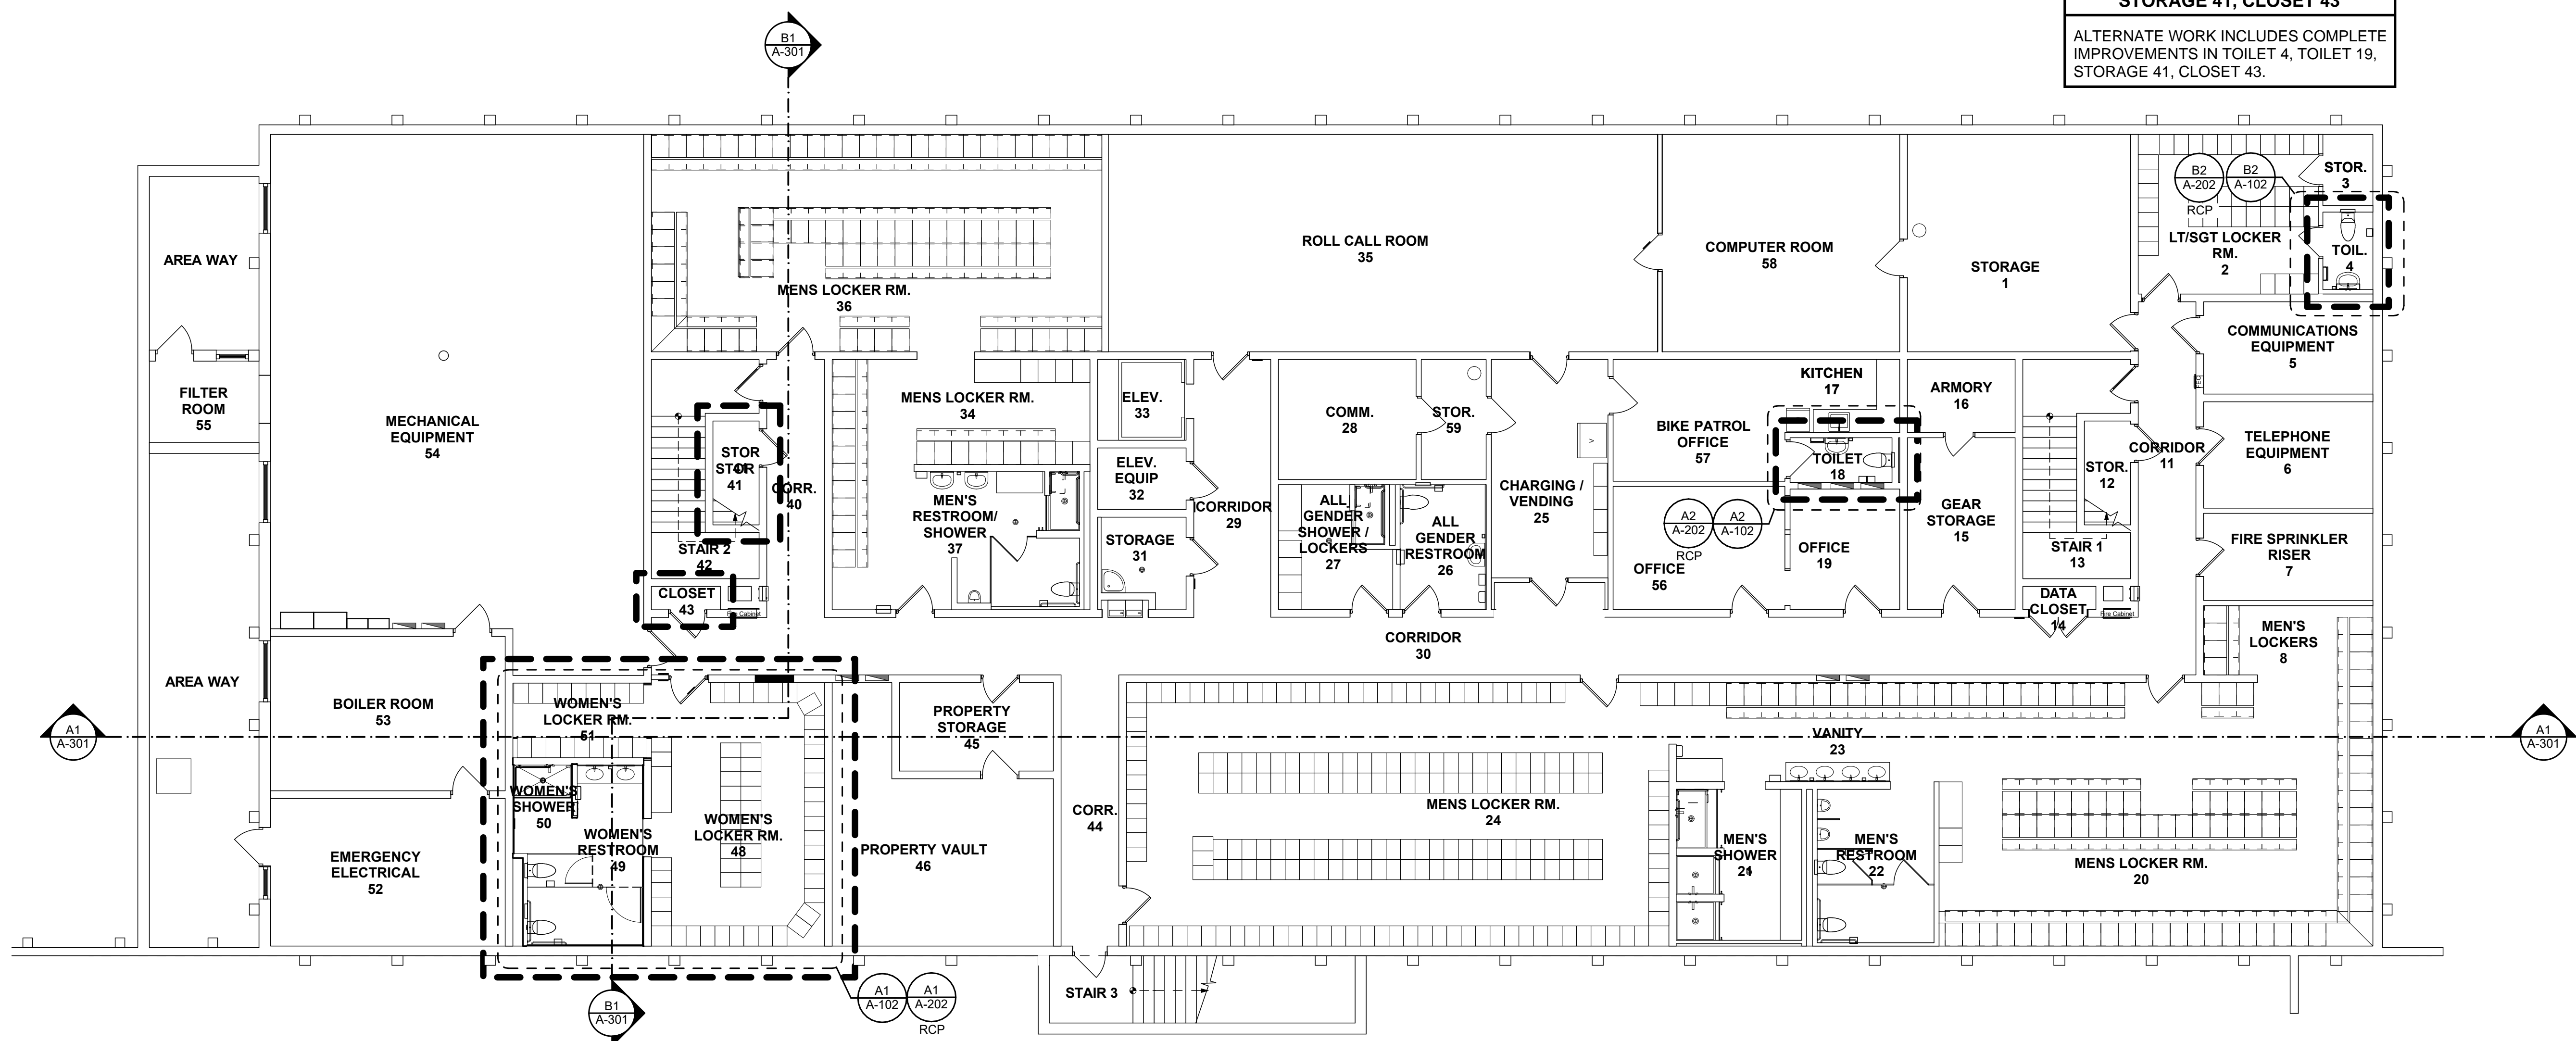 STORAGE 41, CLOSET 43
ALTERNATE WORK INCLUDES COMPLETE
IMPROVEMENTS IN TOILET 4, TOILET 19,
STORAGE 41, CLOSET 43.
B1
A-301
AREA WAY
FILTER
ROOM
55
MECHANICAL
EQUIPMENT
54
MENS LOCKER RM.
36
ROLL CALL ROOM
35
COMPUTER ROOM
58
STORAGE
1
B2
A-202
RCP
B2
A-102
STOR.
3
LT/SGT LOCKER
RM.
2
TOIL.
4
COMMUNICATIONS
EQUIPMENT
5
FEC
STOR
41
STOR
41
CORR.
40
STAIR 2
42
CLOSET
43
Fire Cabinet
MENS LOCKER RM.
34
MEN'S
RESTROOM/
SHOWER
37
ELEV.
33
ELEV.
EQUIP
32
STORAGE
31
CORRIDOR
29
COMM.
28
STOR.
59
ALL
GENDER
SHOWER /
LOCKERS
27
ALL
GENDER
RESTROOM
26
V
CHARGING /
VENDING
25
KITCHEN
17
BIKE PATROL
OFFICE
57
TOILET
18
ARMORY
16
A2
A-202
RCP
A2
A-102
OFFICE
56
OFFICE
19
GEAR
STORAGE
15
STOR.
12
CORRIDOR
11
STAIR 1
13
DATA
CLOSET
14
Fire Cabinet
TELEPHONE
EQUIPMENT
6
FIRE SPRINKLER
RISER
7
MEN'S
LOCKERS
8
CORRIDOR
30
AREA WAY
A1
A-301
BOILER ROOM
53
EMERGENCY
ELECTRICAL
52
WOMEN'S
LOCKER RM.
51
WOMEN'S
SHOWER
50
WOMEN'S
RESTROOM
49
WOMEN'S
LOCKER RM.
48
PROPERTY
STORAGE
45
PROPERTY VAULT
46
CORR.
44
MENS LOCKER RM.
24
VANITY
23
MEN'S
SHOWER
21
MEN'S
RESTROOM
22
MENS LOCKER RM.
20
A1
A-301
STAIR 3
A1
A-102
A1
A-202
RCP
B1
A-301